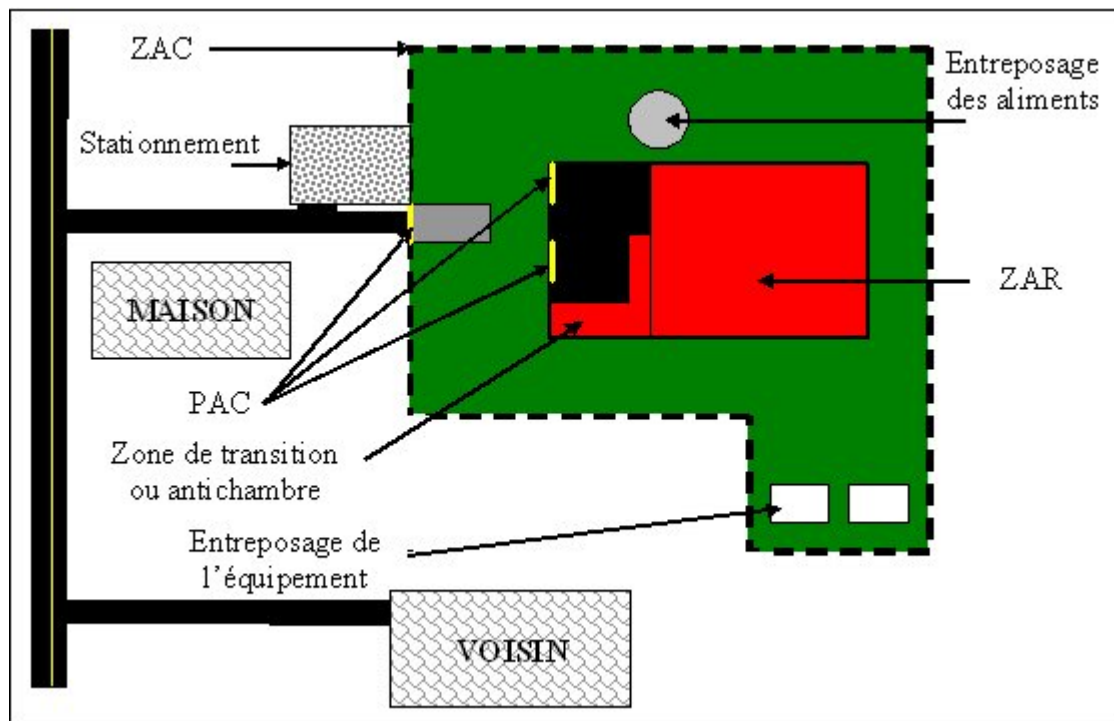 ZAC
Entreposage
des aliments
Stationnement
MAISON
ZAR
PAC
Zone de transition
ou antichambre
Entreposage de
l’équipement
VOISIN